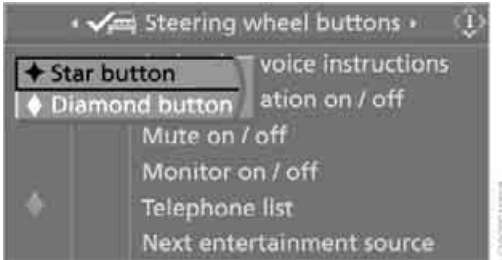 Steering wheel buttons
voice instructions
Star button
Diamond button
ation on / off
Mute on / off
Monitor on / off
Telephone list
Next entertainment source